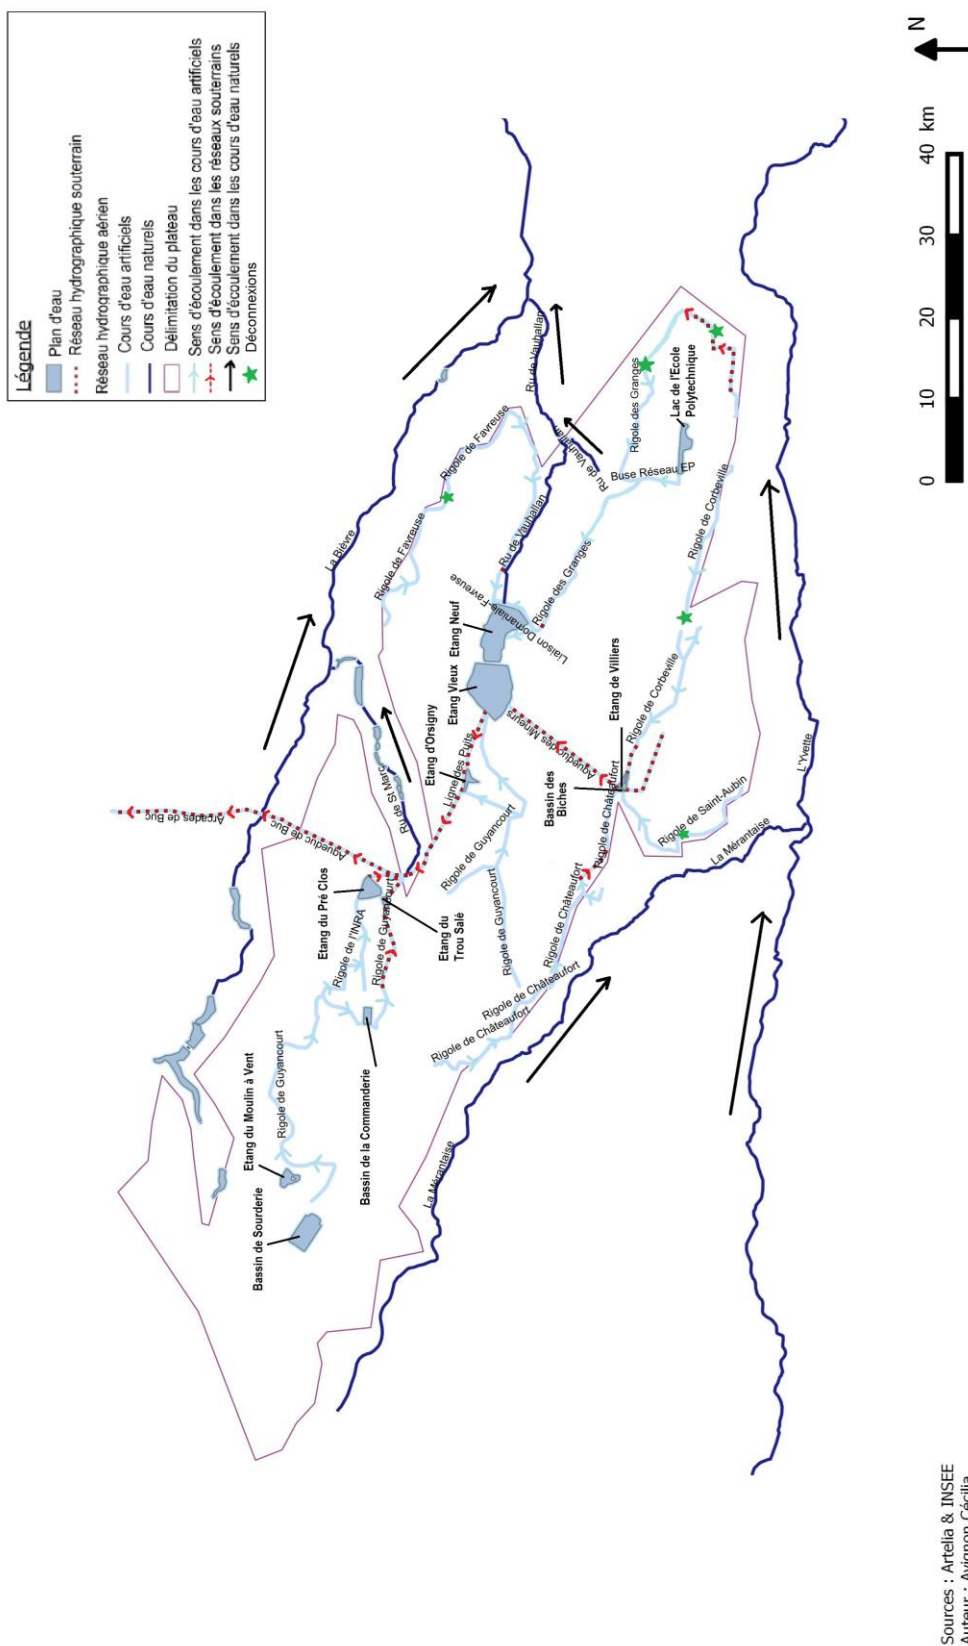 Légende
Plan d'eau
Réseau hydrographique souterrain
Réseau hydrographique aérien
Cours d'eau artificiels
Cours d'eau naturels
Délimitation du plateau
Sens d'écoulement dans les cours d'eau artificiels
Sens d'écoulement dans les réseaux souterrains
Sens d'écoulement dans les cours d'eau naturels
Déconnexions
N
Arcades de Buc
Aqueduc de Buc
La Bièvre
Ru de St Marc
Rigole de Favreuse
Rigole de Favreuse
Ru de Vauhallan
Ru de Vauhallan
Ru de Vauhallan
Liaison Domaniale-Favreuse
Etang Neuf
Etang Vieux
Etang d'Orsigny
Ligne des Puits
Aqueduc des Mineurs
Rigole des Granges
Rigole des Granges
Buse Réseau EP
Lac de l'Ecole
Polytechnique
Rigole de Corbeville
Rigole de Corbeville
Etang de Villiers
Bassin des
Biches
Rigole de Saint-Aubin
Rigole de Châteaufort
Rigole de Châteaufort
Rigole de Châteaufort
Rigole de Châteaufort
Rigole de Guyancourt
Rigole de Guyancourt
Etang du Pré Clos
Etang du
Trou Salé
Rigole de l'INRA
Rigole de Guyancourt
Rigole de Guyancourt
Bassin de la Commanderie
Etang du Moulin à Vent
Bassin de Sourderie
La Mérantaise
La Mérantaise
L'Yvette
0 10 20 30 40 km
Sources : Artelia & INSEE
Auteur : Avignon Cécilia